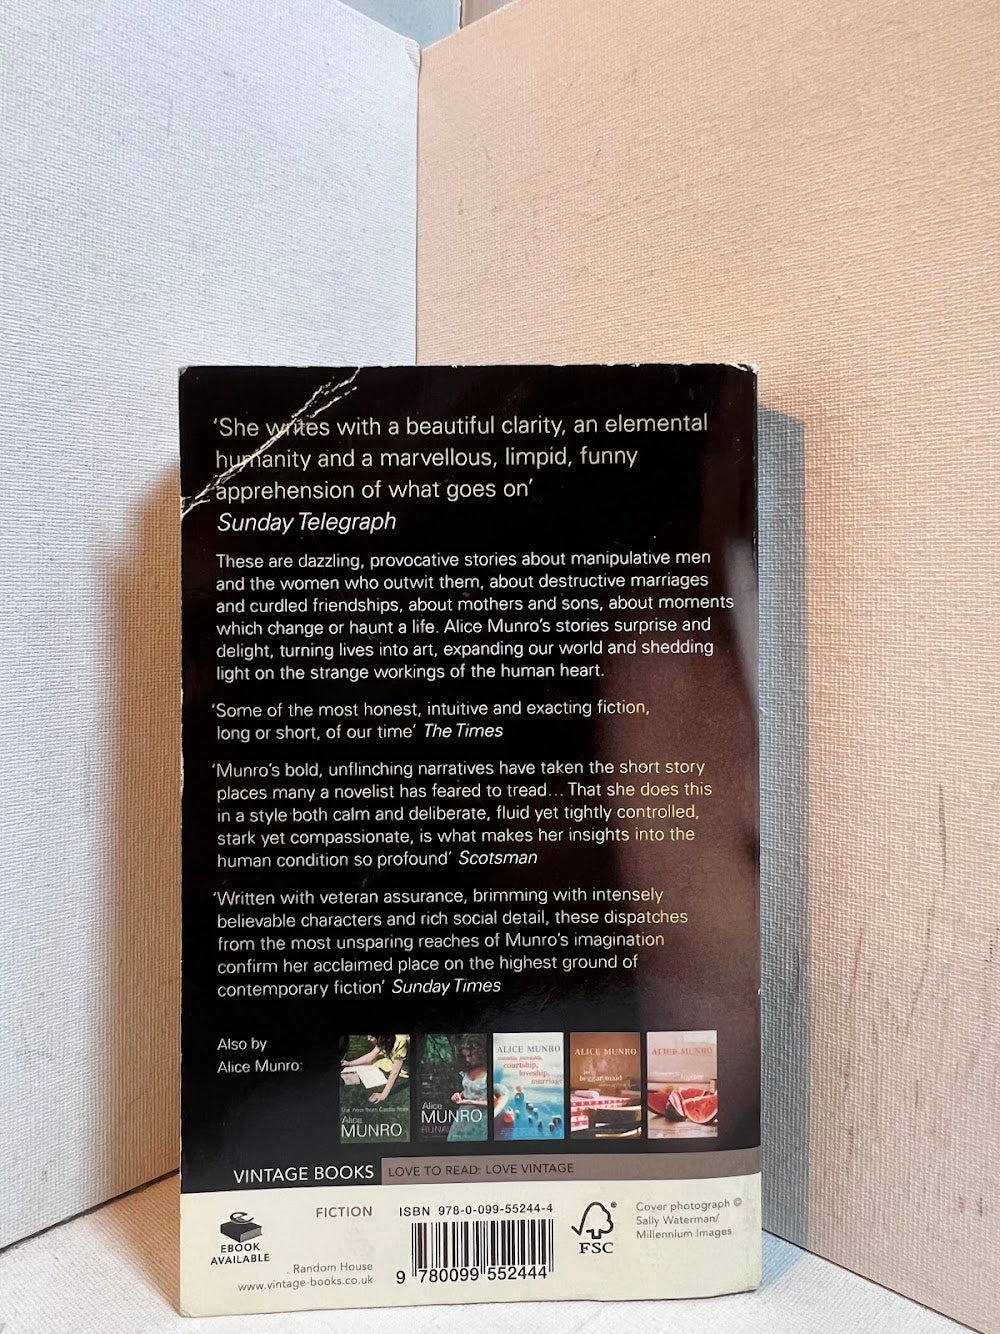 ‘She writes with a beautiful clarity, an elemental
humanity and a marvellous, limpid, funny
apprehension of what goes on’
Sunday Telegraph
These are dazzling, provocative stories about manipulative men
and the women who outwit them, about destructive marriages
and curdled friendships, about mothers and sons, about moments
which change or haunt a life. Alice Munro’s stories surprise and
delight, turning lives into art, expanding our world and shedding
light on the strange workings of the human heart.
‘Some of the most honest, intuitive and exacting fiction,
long or short, of our time’ The Times
‘Munro’s bold, unflinching narratives have taken the short story
places many a novelist has feared to tread... That she does this
in a style both calm and deliberate, fluid yet tightly controlled,
stark yet compassionate, is what makes her insights into the
human condition so profound’ Scotsman
‘Written with veteran assurance, brimming with intensely
believable characters and rich social detail, these dispatches
from the most unsparing reaches of Munro’s imagination
confirm her acclaimed place on the highest ground of
contemporary fiction’ Sunday Times
Also by
Alice Munro:
The View from Castle Rock
Alice
MUNRO
Alice
MUNRO
RUNAWAY
ALICE MUNRO
courtship,
loveship,
marriage
ALICE MUNRO
beggar maid
ALICE MUNRO
VINTAGE BOOKS LOVE TO READ: LOVE VINTAGE
EBOOK
AVAILABLE
FICTION
Random House
www.vintage-books.co.uk
ISBN 978-0-099-55244-4
9 780099 552444
FSC
Cover photograph ©
Sally Waterman/
Millennium Images